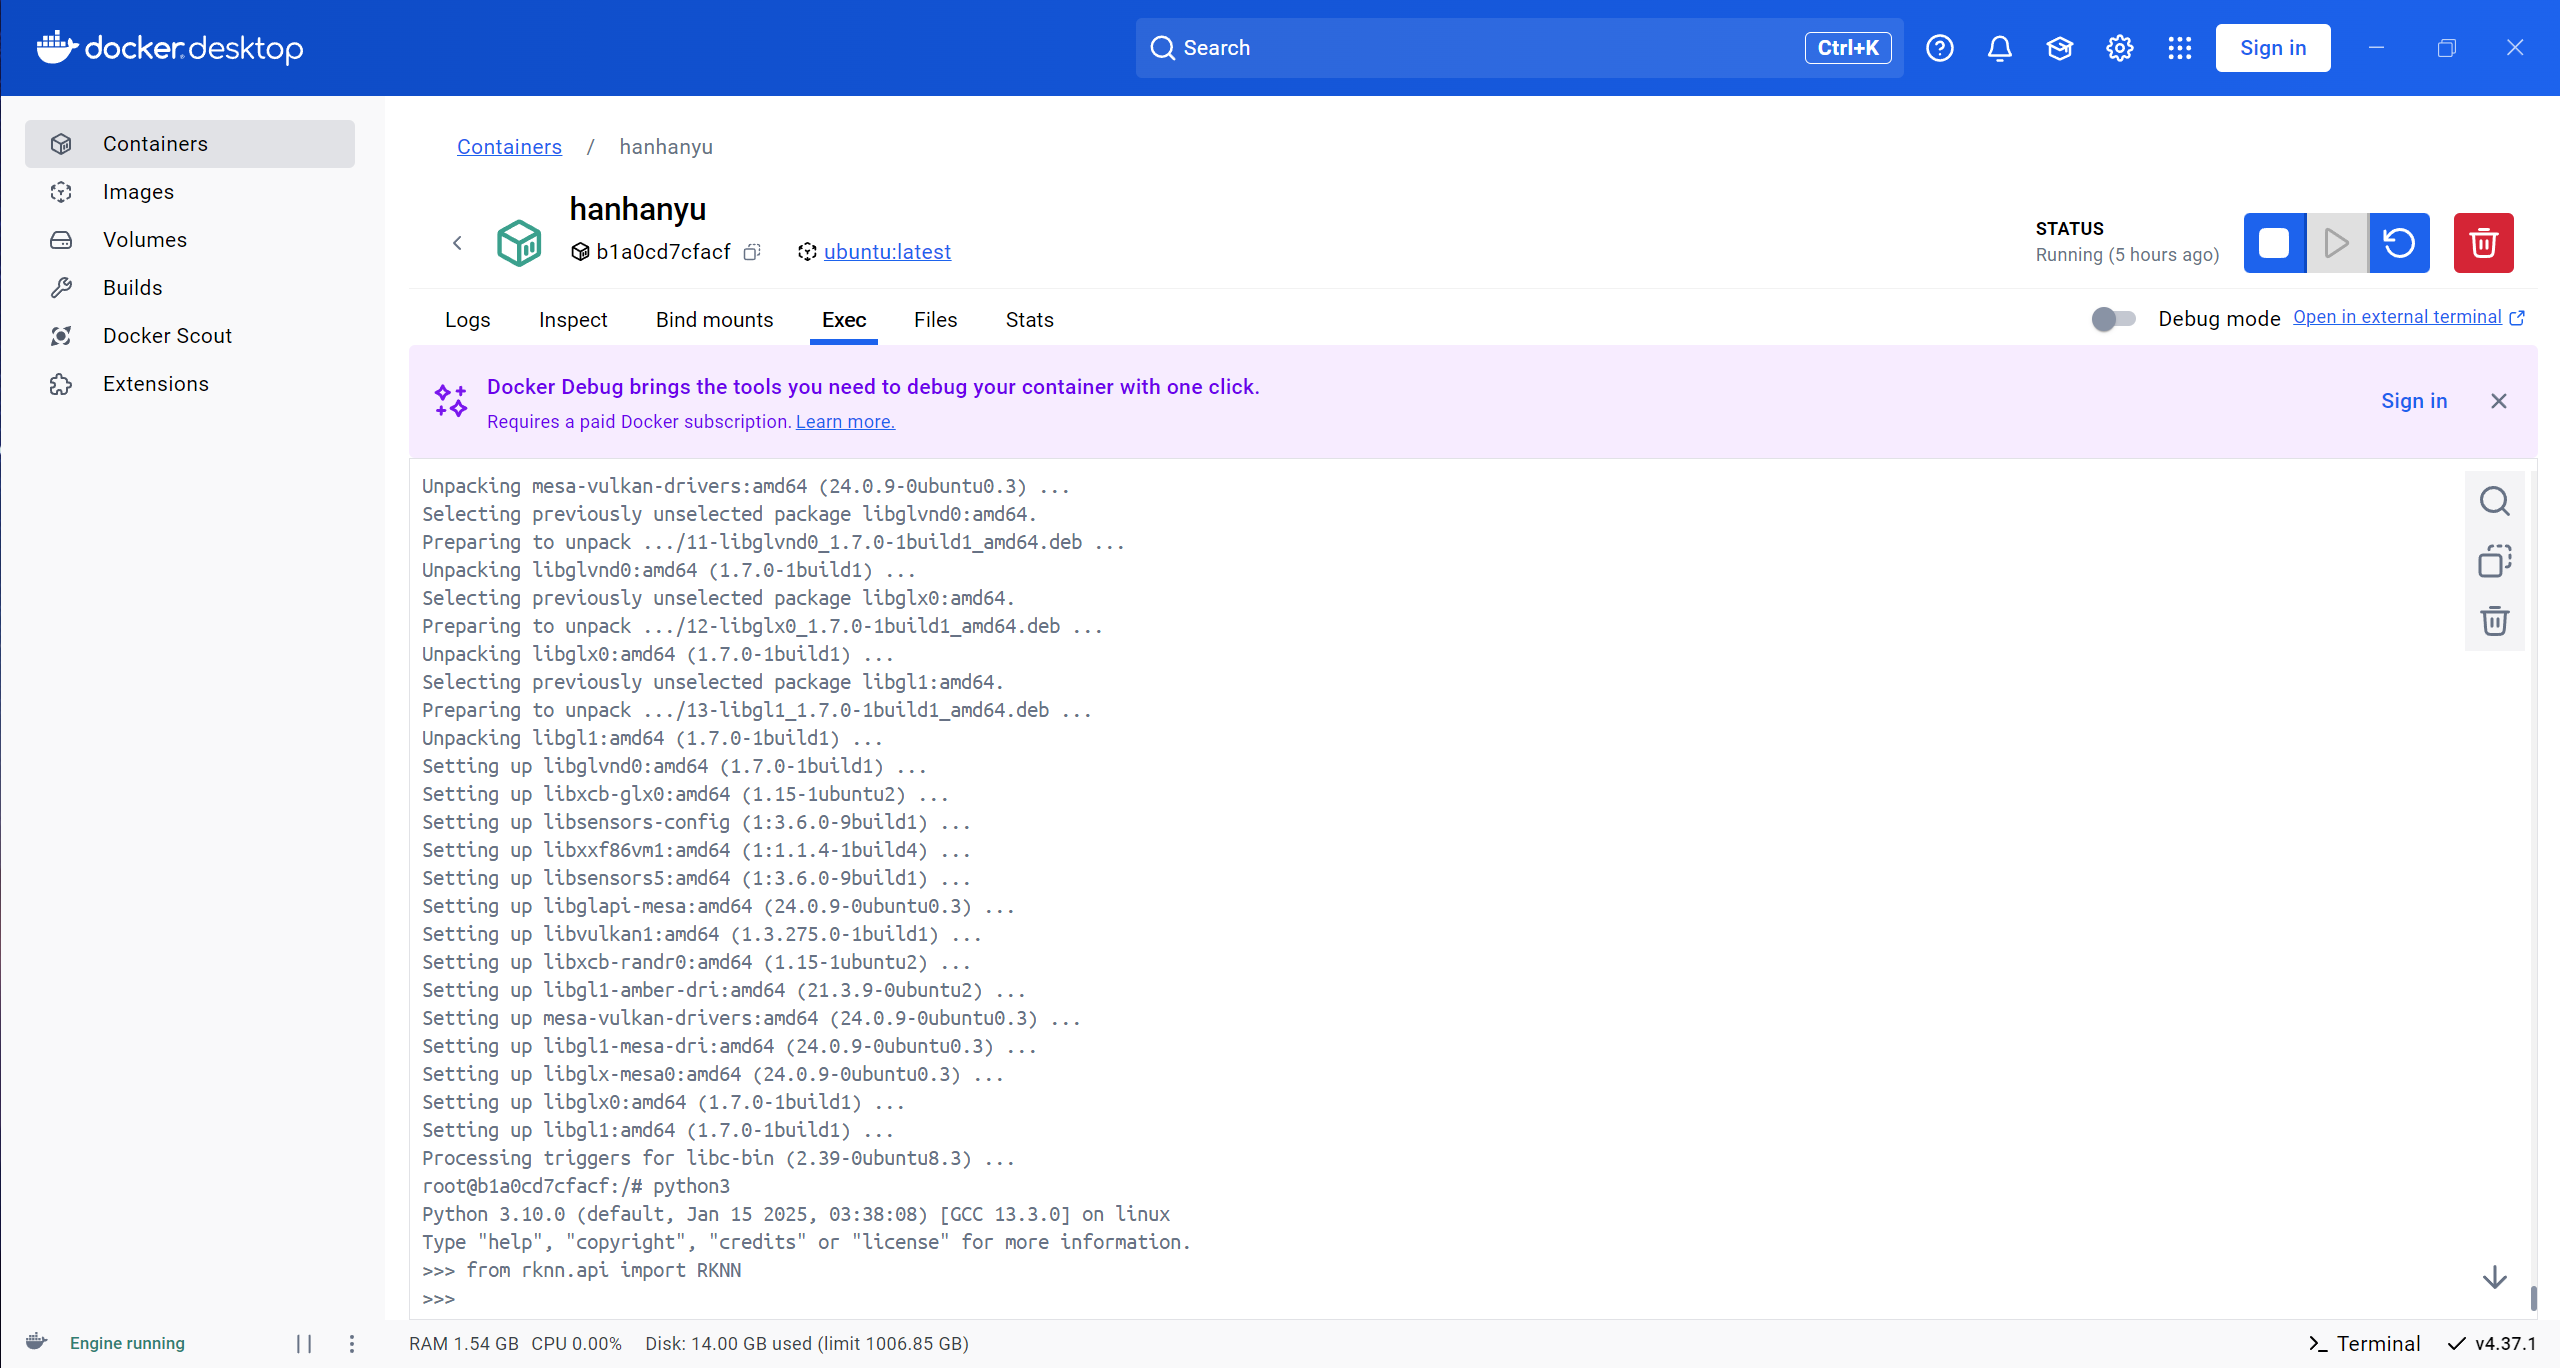 docker desktop
Search
Ctrl+K
Sign in
Containers
Images
Volumes
Builds
Docker Scout
Extensions
Containers / hanhanyu
hanhanyu
b1a0cd7cfacf
ubuntu:latest
STATUS
Running (5 hours ago)
Logs
Inspect
Bind mounts
Exec
Files
Stats
Debug mode
Open in external terminal
Docker Debug brings the tools you need to debug your container with one click.
Requires a paid Docker subscription. Learn more.
Sign in
Unpacking mesa-vulkan-drivers:amd64 (24.0.9-0ubuntu0.3) ...
Selecting previously unselected package libglvnd0:amd64.
Preparing to unpack .../11-libglvnd0_1.7.0-1build1_amd64.deb ...
Unpacking libglvnd0:amd64 (1.7.0-1build1) ...
Selecting previously unselected package libglx0:amd64.
Preparing to unpack .../12-libglx0_1.7.0-1build1_amd64.deb ...
Unpacking libglx0:amd64 (1.7.0-1build1) ...
Selecting previously unselected package libgl1:amd64.
Preparing to unpack .../13-libgl1_1.7.0-1build1_amd64.deb ...
Unpacking libgl1:amd64 (1.7.0-1build1) ...
Setting up libglvnd0:amd64 (1.7.0-1build1) ...
Setting up libxcb-glx0:amd64 (1.15-1ubuntu2) ...
Setting up libsensors-config (1:3.6.0-9build1) ...
Setting up libxxf86vm1:amd64 (1:1.1.4-1build4) ...
Setting up libsensors5:amd64 (1:3.6.0-9build1) ...
Setting up libglapi-mesa:amd64 (24.0.9-0ubuntu0.3) ...
Setting up libvulkan1:amd64 (1.3.275.0-1build1) ...
Setting up libxcb-randr0:amd64 (1.15-1ubuntu2) ...
Setting up libgl1-amber-dri:amd64 (21.3.9-0ubuntu2) ...
Setting up mesa-vulkan-drivers:amd64 (24.0.9-0ubuntu0.3) ...
Setting up libgl1-mesa-dri:amd64 (24.0.9-0ubuntu0.3) ...
Setting up libglx-mesa0:amd64 (24.0.9-0ubuntu0.3) ...
Setting up libglx0:amd64 (1.7.0-1build1) ...
Setting up libgl1:amd64 (1.7.0-1build1) ...
Processing triggers for libc-bin (2.39-0ubuntu8.3) ...
root@b1a0cd7cfacf:/# python3
Python 3.10.0 (default, Jan 15 2025, 03:38:08) [GCC 13.3.0] on linux
Type "help", "copyright", "credits" or "license" for more information.
>>> from rknn.api import RKNN
>>>
Engine running
RAM 1.54 GB CPU 0.00% Disk: 14.00 GB used (limit 1006.85 GB)
Terminal
v4.37.1